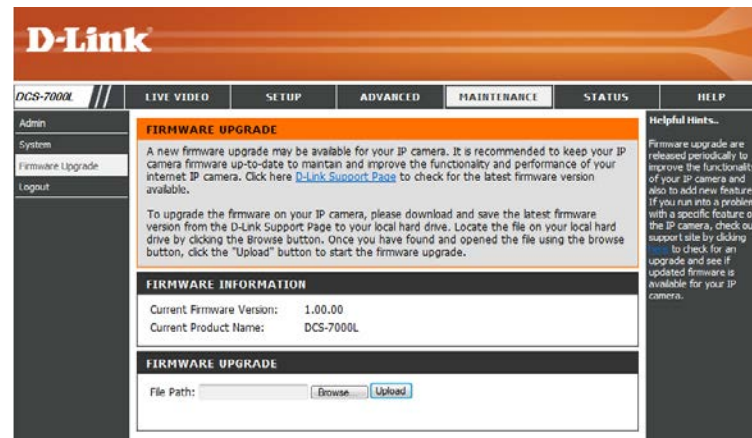 D-Link
DCS-7000L
LIVE VIDEO
SETUP
ADVANCED
MAINTENANCE
STATUS
HELP
Admin
System
Firmware Upgrade
Logout
FIRMWARE UPGRADE
A new firmware upgrade may be available for your IP camera. It is recommended to keep your IP
camera firmware up-to-date to maintain and improve the functionality and performance of your
internet IP camera. Click here D-Link Support Page to check for the latest firmware version
available.
To upgrade the firmware on your IP camera, please download and save the latest firmware
version from the D-Link Support Page to your local hard drive. Locate the file on your local hard
drive by clicking the Browse button. Once you have found and opened the file using the browse
button, click the "Upload" button to start the firmware upgrade.
FIRMWARE INFORMATION
Current Firmware Version: 1.00.00
Current Product Name: DCS-7000L
FIRMWARE UPGRADE
File Path: Browse... Upload
Helpful Hints..
Firmware upgrade are
released periodically to
improve the functionalit
of your IP camera and
also to add new feature
If you run into a problem
with a specific feature o
the IP camera, check ou
support site by clicking
here to check for an
upgrade and see if
updated firmware is
available for your IP
camera.